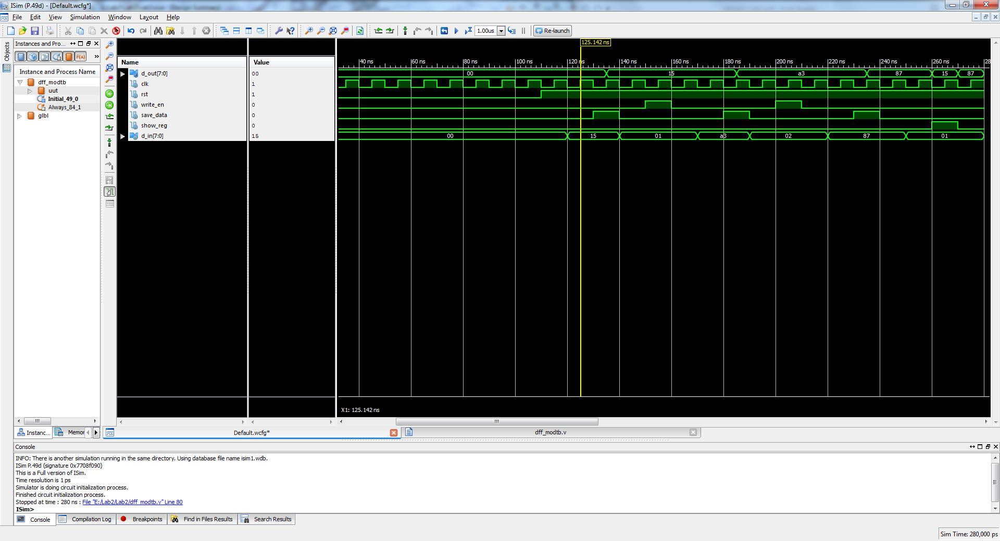 ISim (P.49d) - [Default.wcfg*]
File Edit View Simulation Window Layout Help
1.00us Re-launch
Objects
Instances and Pro...
F(x) »
Instance and Process Name
dff_modtb
uut
Initial_49_0
Always_84_1
glbl
Name Value
d_out[7:0] 00
clk 1
rst 1
write_en 0
save_data 0
show_reg 0
d_in[7:0] 15
125.142 ns
40 ns 60 ns 80 ns 100 ns 120 ns 140 ns 160 ns 180 ns 200 ns 220 ns 240 ns 260 ns 28
00 15 a3 87 15 87
00 15 01 a3 02 87 01
X1: 125.142 ns
Instanc... Memor
Default.wcfg* dff_modtb.v
Console
INFO: There is another simulation running in the same directory. Using database file name isim1.wdb.
ISim P.49d (signature 0x7708f090)
This is a Full version of ISim.
Time resolution is 1 ps
Simulator is doing circuit initialization process.
Finished circuit initialization process.
Stopped at time : 280 ns : File "E:/Lab2/Lab2/dff_modtb.v" Line 80
ISim>
Console Compilation Log Breakpoints Find in Files Results Search Results
Sim Time: 280,000 ps